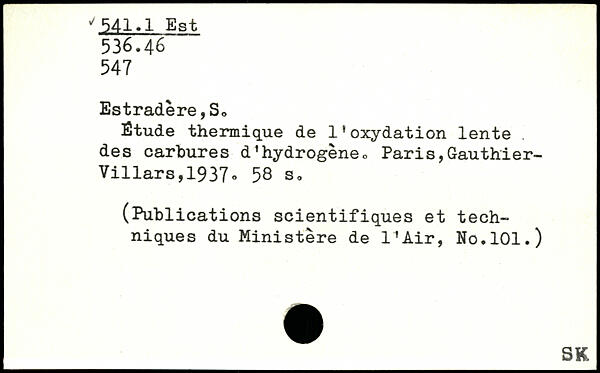 ✓ 541.1 Est
536.46
547
Estradère,S.
Étude thermique de l'oxydation lente .
des carbures d'hydrogène. Paris,Gauthier-
Villars,1937. 58 s.
(Publications scientifiques et tech-
niques du Ministère de l'Air, No.101.)
SK